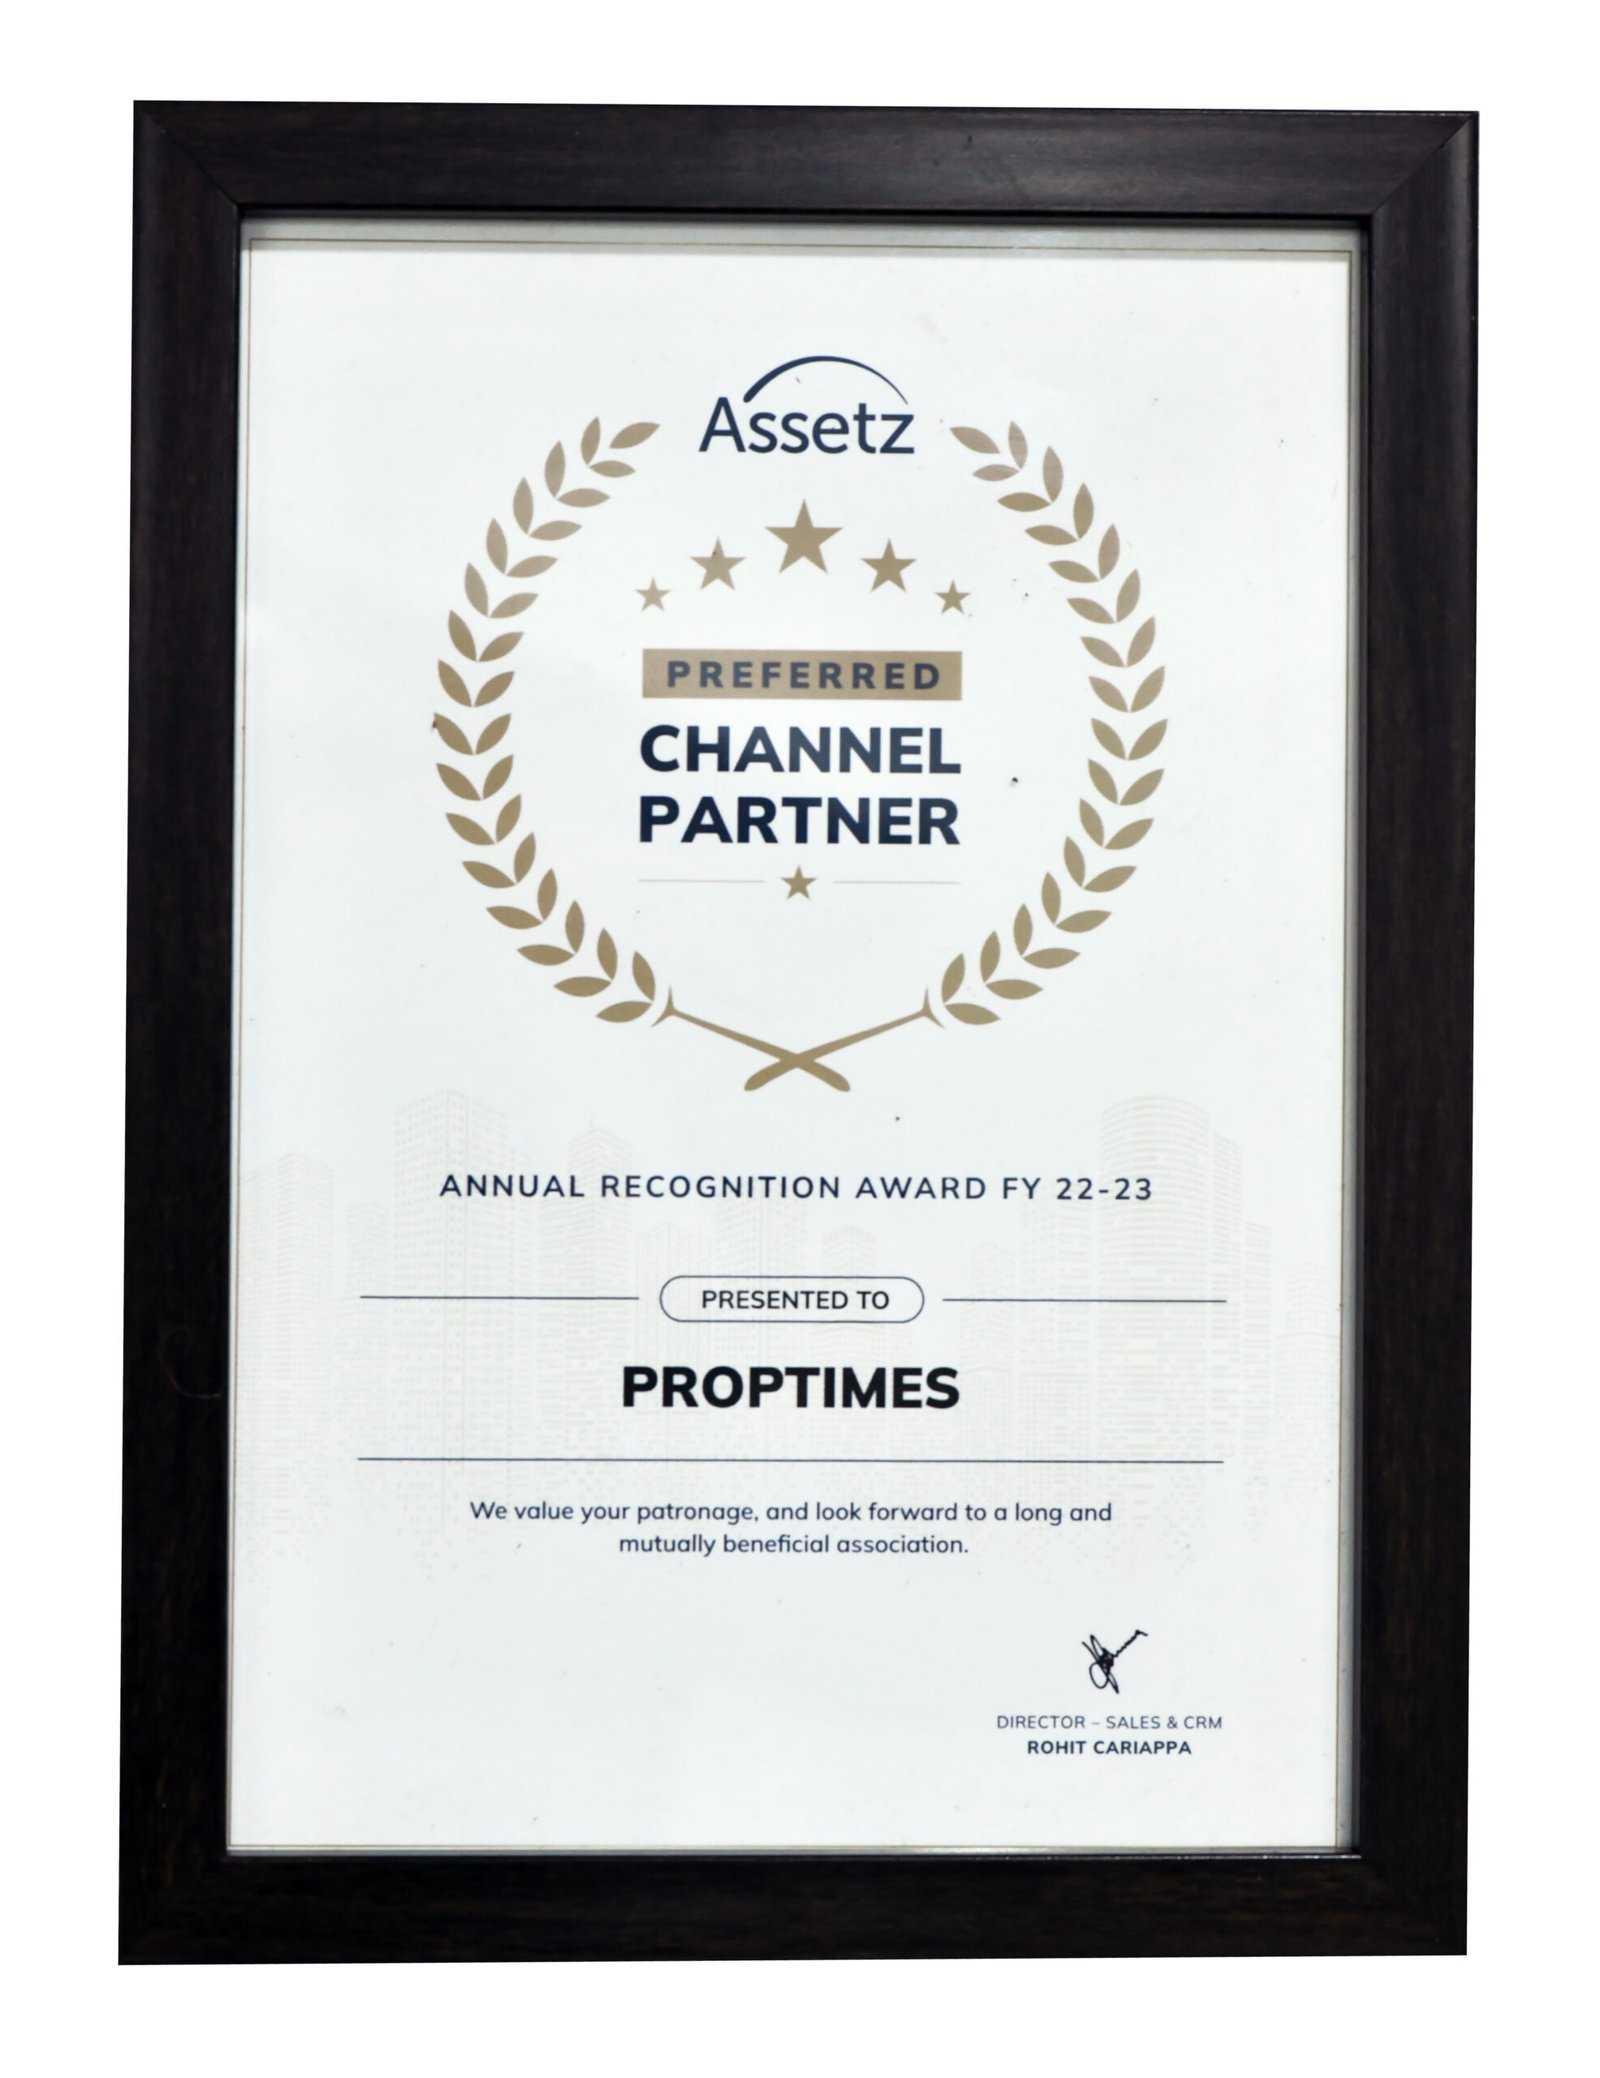 Assetz
PREFERRED
CHANNEL
PARTNER
ANNUAL RECOGNITION AWARD FY 22-23
PRESENTED TO
PROPTIMES
We value your patronage, and look forward to a long and
mutually beneficial association.
DIRECTOR – SALES & CRM
ROHIT CARIAPPA